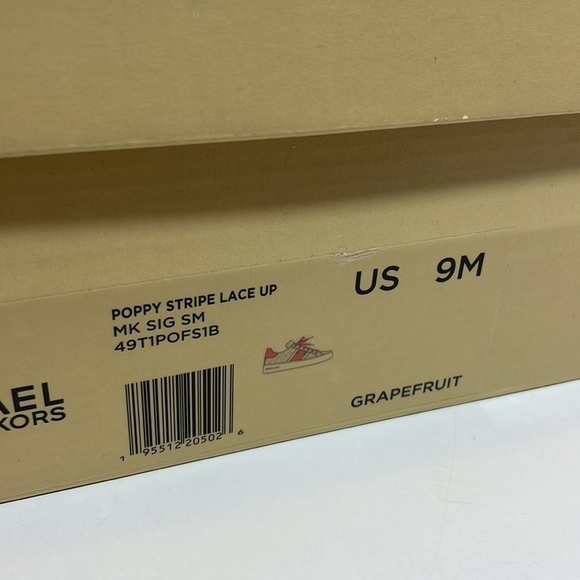 POPPY STRIPE LACE UP
MK SIG SM
49T1POFS1B
US 9M
AEL
KORS
1 95512 20502 6
GRAPEFRUIT